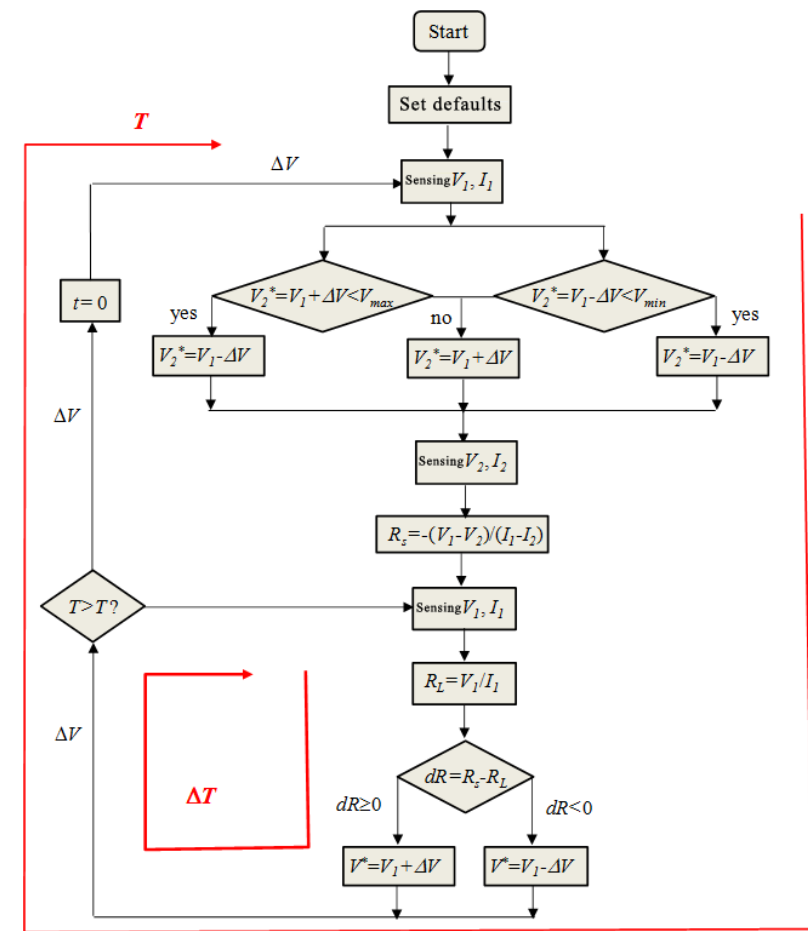 Start
Set defaults
T
ΔV
Sensing V₁, I₁
t= 0
V₂*=V₁+ΔV<Vmax
V₂*=V₁-ΔV<Vmin
yes
no
yes
V₂*=V₁-ΔV
V₂*=V₁+ΔV
V₂*=V₁-ΔV
ΔV
Sensing V₂, I₂
Rₛ=-(V₁-V₂)/(I₁-I₂)
T>T?
Sensing V₁, I₁
R_L=V₁/I₁
ΔV
dR=Rₛ-R_L
ΔT
dR≥0
dR<0
V*=V₁+ΔV
V*=V₁-ΔV